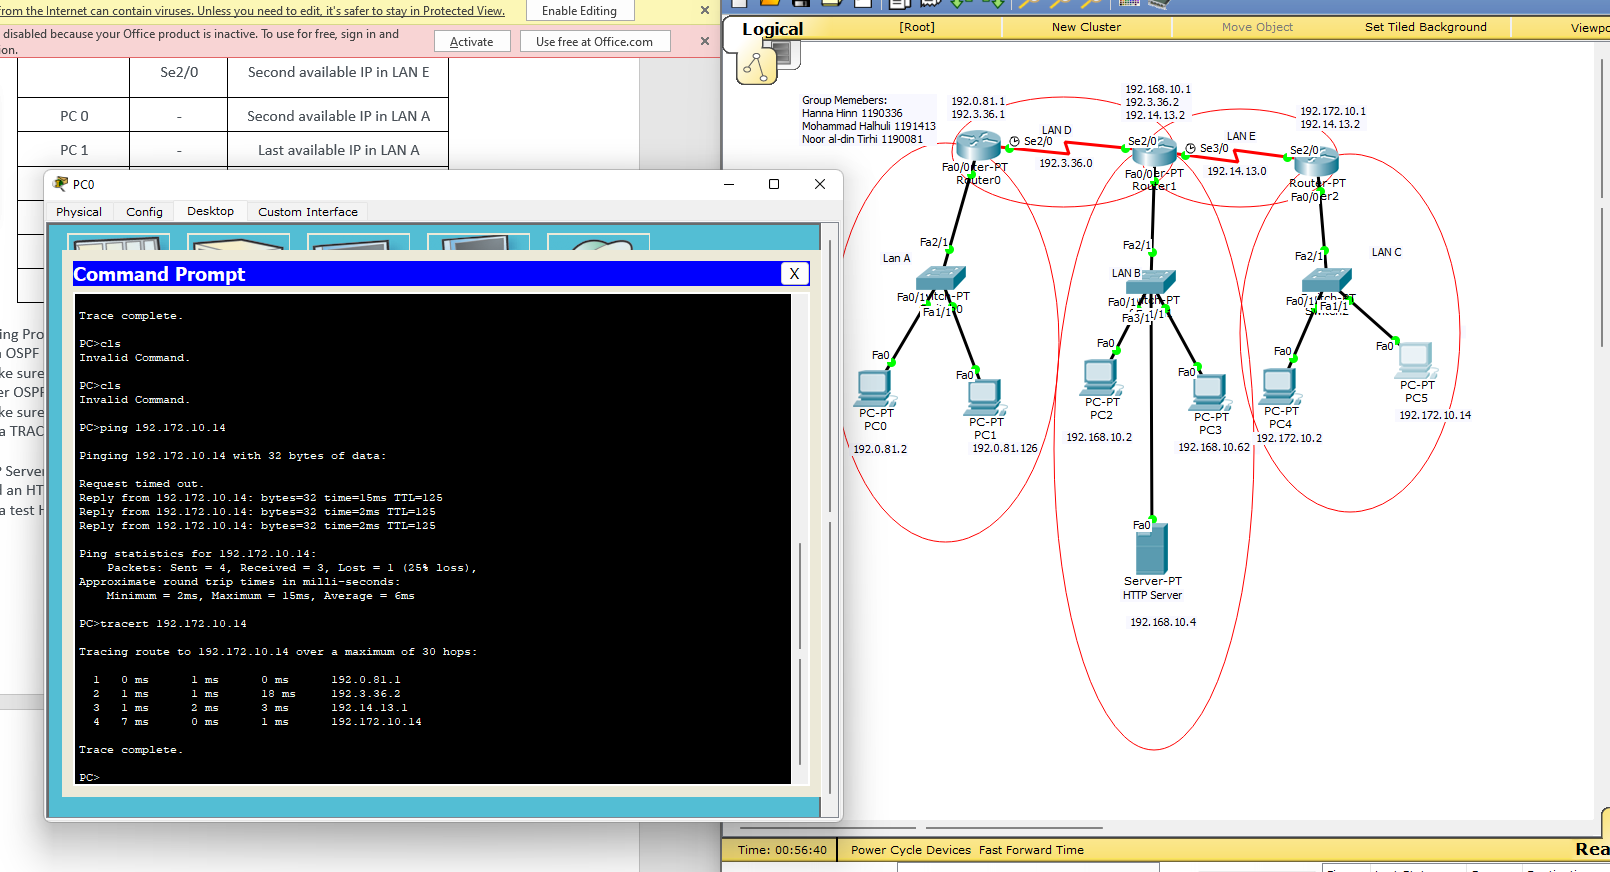 from the Internet can contain viruses. Unless you need to edit, it's safer to stay in Protected View.
Enable Editing
disabled because your Office product is inactive. To use for free, sign in and
Activate
Use free at Office.com
Se2/0
Second available IP in LAN E
PC 0
-
Second available IP in LAN A
PC 1
-
Last available IP in LAN A
ing Pro
OSPF
ke sure
er OSPF
ke sure
a TRAC
Server
an HT
a test H
PC0
Physical
Config
Desktop
Custom Interface
Command Prompt
X
Trace complete.
PC>cls
Invalid Command.
PC>cls
Invalid Command.
PC>ping 192.172.10.14
Pinging 192.172.10.14 with 32 bytes of data:
Request timed out.
Reply from 192.172.10.14: bytes=32 time=15ms TTL=125
Reply from 192.172.10.14: bytes=32 time=2ms TTL=125
Reply from 192.172.10.14: bytes=32 time=2ms TTL=125
Ping statistics for 192.172.10.14:
Packets: Sent = 4, Received = 3, Lost = 1 (25% loss),
Approximate round trip times in milli-seconds:
Minimum = 2ms, Maximum = 15ms, Average = 6ms
PC>tracert 192.172.10.14
Tracing route to 192.172.10.14 over a maximum of 30 hops:
1 0 ms 1 ms 0 ms 192.0.81.1
2 1 ms 1 ms 18 ms 192.3.36.2
3 1 ms 2 ms 3 ms 192.14.13.1
4 7 ms 0 ms 1 ms 192.172.10.14
Trace complete.
PC>
Logical
[Root]
New Cluster
Move Object
Set Tiled Background
Viewpo
Group Memebers:
Hanna Hinn 1190336
Mohammad Halhuli 1191413
Noor al-din Tirhi 1190081
192.0.81.1
192.3.36.1
192.168.10.1
192.3.36.2
192.14.13.2
192.172.10.1
192.14.13.2
LAN D
Se2/0
Se2/0
192.3.36.0
LAN E
Se3/0
Se2/0
192.14.13.0
Fa0/0
Router0
Fa0/0
Router1
Router-PT
Fa0/0
Fa2/1
Lan A
Fa0/1
Fa1/1
Fa2/1
LAN B
Fa0/1
Fa3/1
Fa2/1
LAN C
Fa0/1
Fa1/1
Fa0
PC-PT
PC0
192.0.81.2
Fa0
PC-PT
PC1
192.0.81.126
Fa0
PC-PT
PC2
192.168.10.2
Fa0
PC-PT
PC3
192.168.10.62
Fa0
PC-PT
PC4
192.172.10.2
Fa0
PC-PT
PC5
192.172.10.14
Fa0
Server-PT
HTTP Server
192.168.10.4
Time: 00:56:40
Power Cycle Devices
Fast Forward Time
Rea